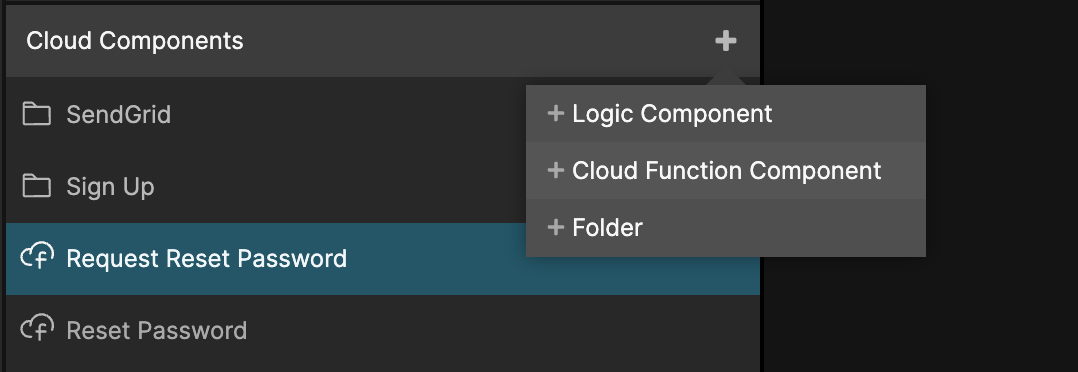 Cloud Components
SendGrid
Sign Up
Request Reset Password
Reset Password
+ Logic Component
+ Cloud Function Component
+ Folder